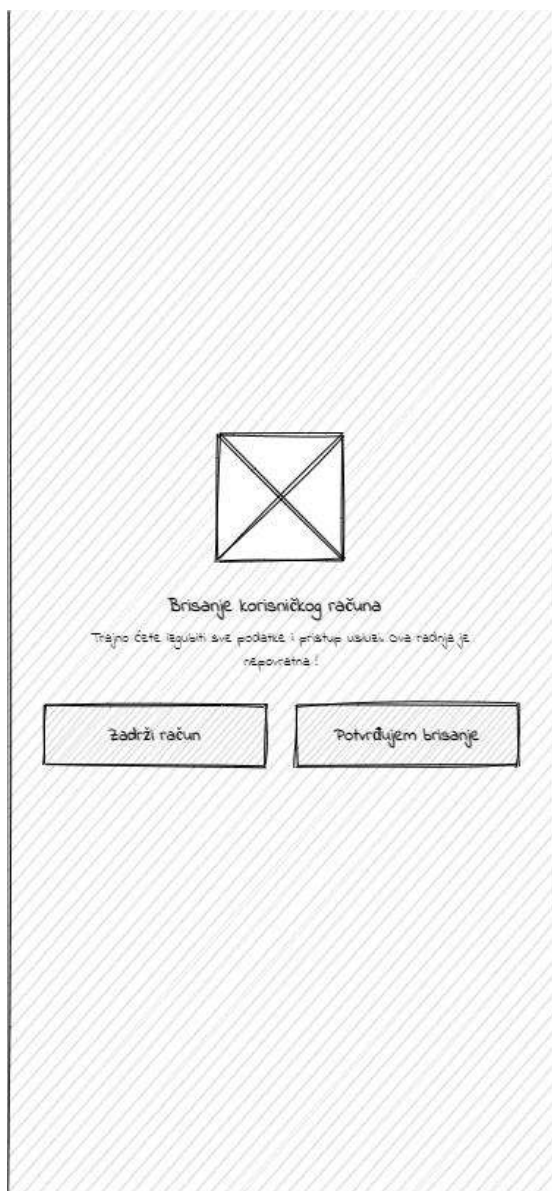 Brisanje korisničkog računa
Trajno ćete izgubiti sve podatke i pristup usluzi. Ova radnja je
nepovratna !
Zadrži račun
Potvrđujem brisanje